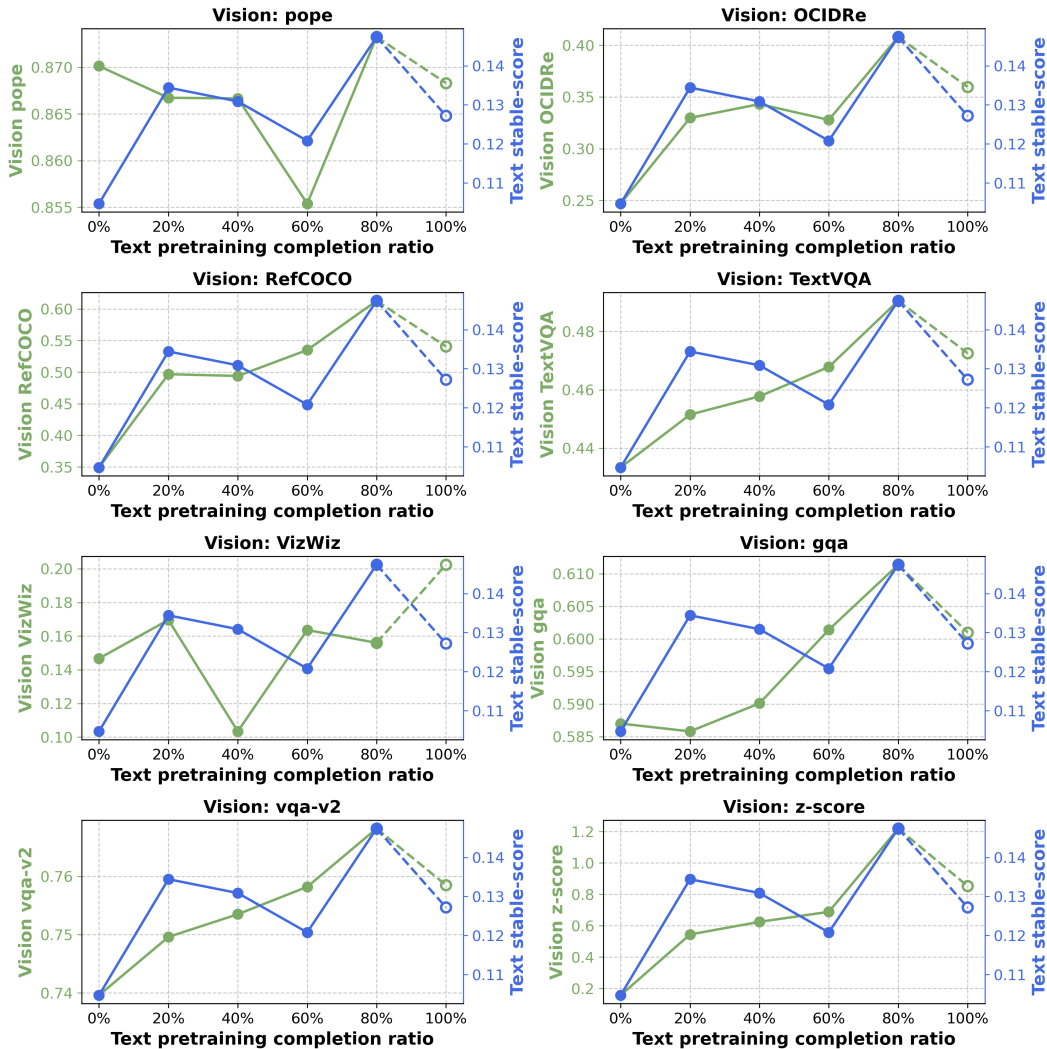 Vision: pope
Vision pope
0.870
0.865
0.860
0.855
0.14
0.13
0.12
0.11
Text stable-score
0% 20% 40% 60% 80% 100%
Text pretraining completion ratio
Vision: OCIDRe
Vision OCIDRe
0.40
0.35
0.30
0.25
0.14
0.13
0.12
0.11
Text stable-score
0% 20% 40% 60% 80% 100%
Text pretraining completion ratio
Vision: RefCOCO
Vision RefCOCO
0.60
0.55
0.50
0.45
0.40
0.35
0.14
0.13
0.12
0.11
Text stable-score
0% 20% 40% 60% 80% 100%
Text pretraining completion ratio
Vision: TextVQA
Vision TextVQA
0.48
0.46
0.44
0.14
0.13
0.12
0.11
Text stable-score
0% 20% 40% 60% 80% 100%
Text pretraining completion ratio
Vision: VizWiz
Vision VizWiz
0.20
0.18
0.16
0.14
0.12
0.10
0.14
0.13
0.12
0.11
Text stable-score
0% 20% 40% 60% 80% 100%
Text pretraining completion ratio
Vision: gqa
Vision gqa
0.610
0.605
0.600
0.595
0.590
0.585
0.14
0.13
0.12
0.11
Text stable-score
0% 20% 40% 60% 80% 100%
Text pretraining completion ratio
Vision: vqa-v2
Vision vqa-v2
0.76
0.75
0.74
0.14
0.13
0.12
0.11
Text stable-score
0% 20% 40% 60% 80% 100%
Text pretraining completion ratio
Vision: z-score
Vision z-score
1.2
1.0
0.8
0.6
0.4
0.2
0.14
0.13
0.12
0.11
Text stable-score
0% 20% 40% 60% 80% 100%
Text pretraining completion ratio